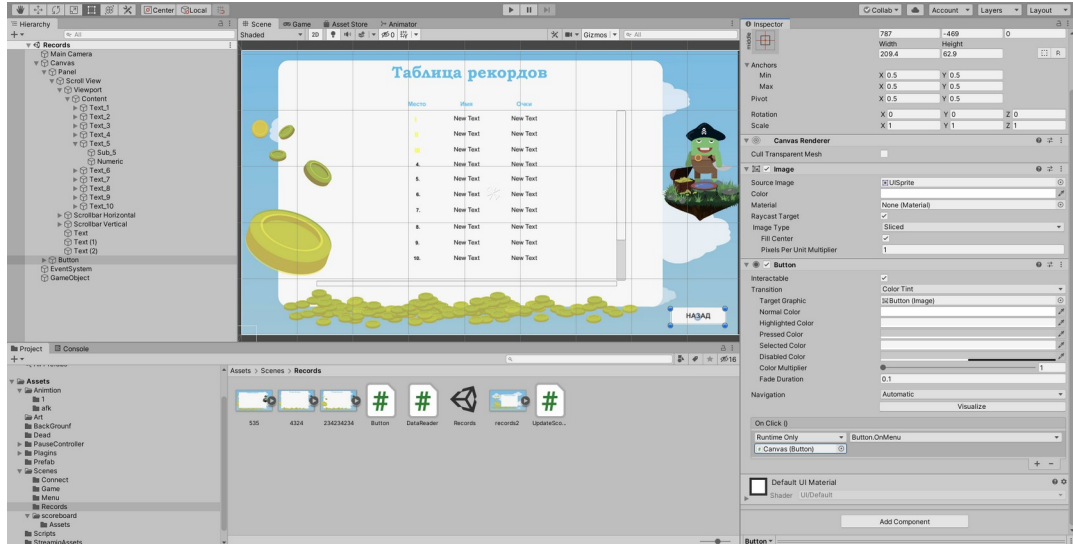 Center
Local
Collab
Account
Layers
Layout
Hierarchy
All
Records
Main Camera
Canvas
Panel
Scroll View
Viewport
Content
Text_1
Text_2
Text_3
Text_4
Text_5
Sub_5
Numeric
Text_6
Text_7
Text_8
Text_9
Text_10
Scrollbar Horizontal
Scrollbar Vertical
Text
Text (1)
Text (2)
Button
EventSystem
GameObject
Scene
Game
Asset Store
Animator
Shaded
2D
0
Gizmos
All
Таблица рекордов
Место Имя Очки
I New Text New Text
II New Text New Text
III New Text New Text
4. New Text New Text
5. New Text New Text
6. New Text New Text
7. New Text New Text
8. New Text New Text
9. New Text New Text
10. New Text New Text
НАЗАД
Inspector
middle
787 -469 0
Width Height
209.4 62.9
R
Anchors
Min X 0.5 Y 0.5
Max X 0.5 Y 0.5
Pivot X 0.5 Y 0.5
Rotation X 0 Y 0 Z 0
Scale X 1 Y 1 Z 1
Canvas Renderer
Cull Transparent Mesh
Image
Source Image UISprite
Color
Material None (Material)
Raycast Target
Image Type Sliced
Fill Center
Pixels Per Unit Multiplier 1
Button
Interactable
Transition Color Tint
Target Graphic Button (Image)
Normal Color
Highlighted Color
Pressed Color
Selected Color
Disabled Color
Color Multiplier 1
Fade Duration 0.1
Navigation Automatic
Visualize
On Click ()
Runtime Only Button.OnMenu
Canvas (Button)
+ -
Default UI Material
Shader UI/Default
Add Component
Button
Project
Console
16
Assets
Animtion
1
afk
Art
BackGrounf
Dead
PauseController
Plugins
Prefab
Scenes
Connect
Game
Menu
Records
scoreboard
Assets
Scripts
StreamigAssets
Assets > Scenes > Records
535
4324
234234234
Button
DataReader
Records
records2
UpdateSco...